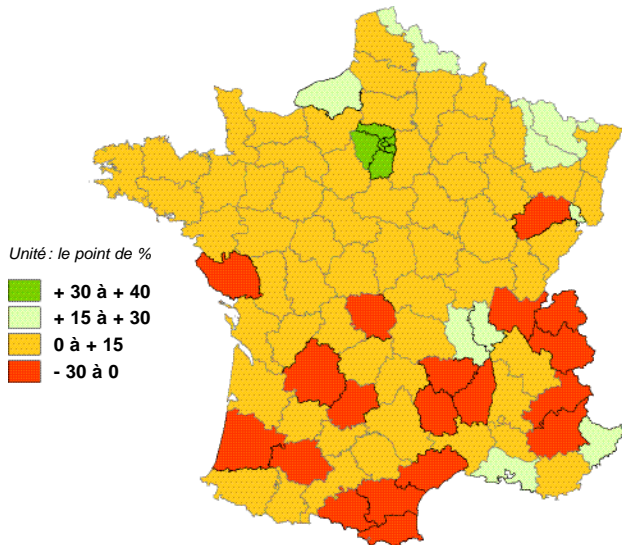 Unité : le point de %
+ 30 à + 40
+ 15 à + 30
0 à + 15
- 30 à 0